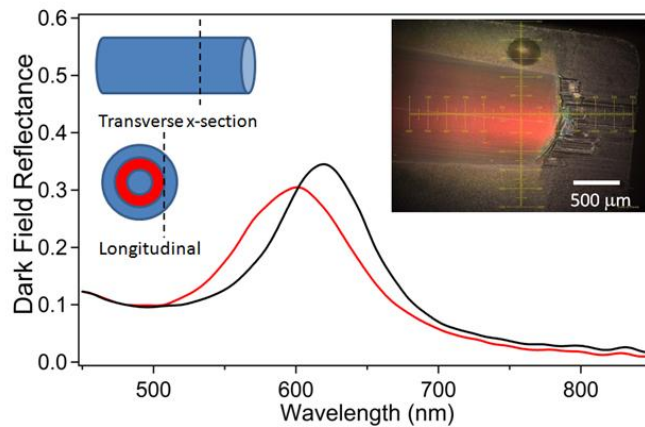 0.6
0.5
0.4
0.3
0.2
0.1
0.0
Dark Field Reflectance
Transverse x-section
Longitudinal
500 μm
500
600
700
800
Wavelength (nm)